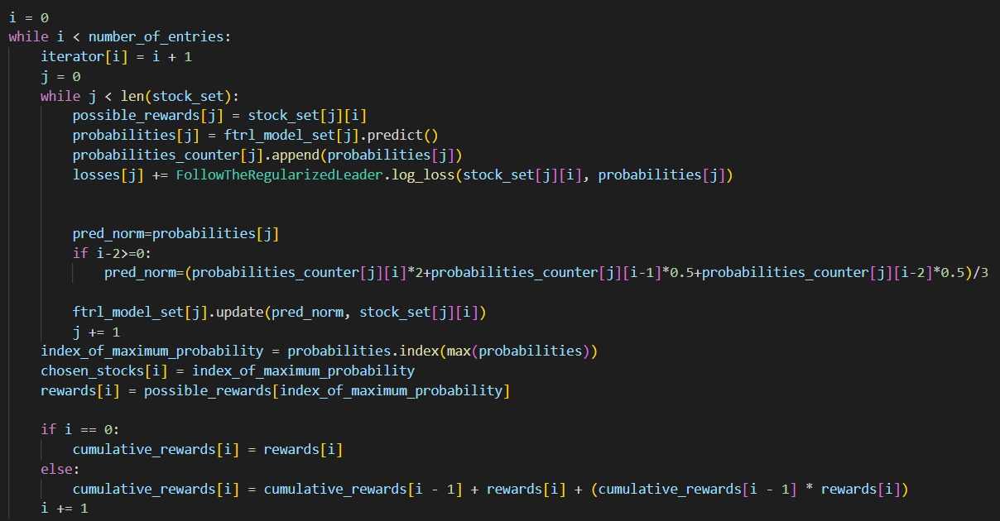 i = 0
while i < number_of_entries:
    iterator[i] = i + 1
    j = 0
    while j < len(stock_set):
        possible_rewards[j] = stock_set[j][i]
        probabilities[j] = ftrl_model_set[j].predict()
        probabilities_counter[j].append(probabilities[j])
        losses[j] += FollowTheRegularizedLeader.log_loss(stock_set[j][i], probabilities[j])
        pred_norm=probabilities[j]
        if i-2>=0:
            pred_norm=(probabilities_counter[j][i]*2+probabilities_counter[j][i-1]*0.5+probabilities_counter[j][i-2]*0.5)/3
        ftrl_model_set[j].update(pred_norm, stock_set[j][i])
        j += 1
    index_of_maximum_probability = probabilities.index(max(probabilities))
    chosen_stocks[i] = index_of_maximum_probability
    rewards[i] = possible_rewards[index_of_maximum_probability]
    if i == 0:
        cumulative_rewards[i] = rewards[i]
    else:
        cumulative_rewards[i] = cumulative_rewards[i - 1] + rewards[i] + (cumulative_rewards[i - 1] * rewards[i])
    i += 1